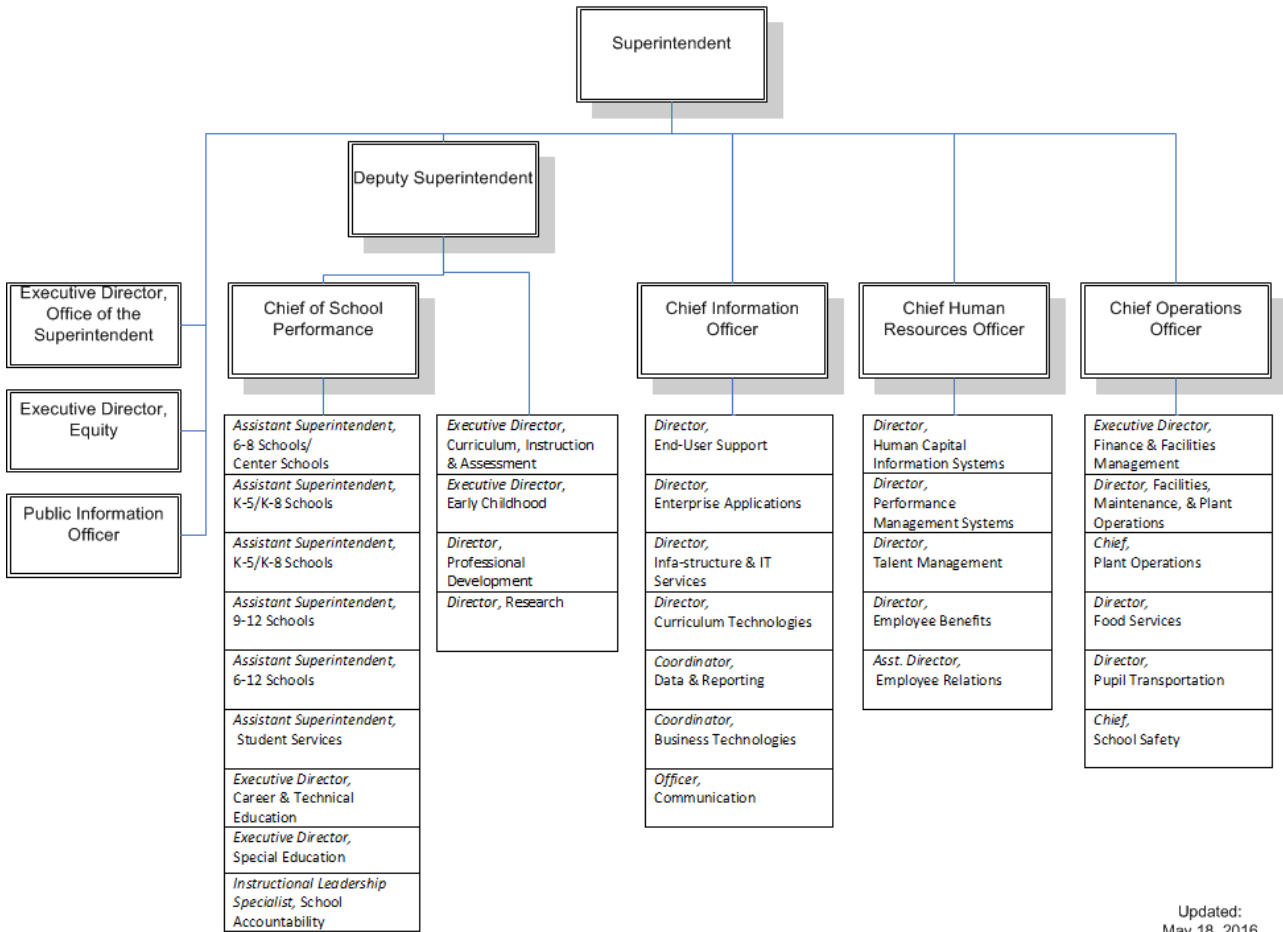 Superintendent
Deputy Superintendent
Executive Director,
Office of the
Superintendent
Executive Director,
Equity
Public Information
Officer
Chief of School
Performance
Chief Information
Officer
Chief Human
Resources Officer
Chief Operations
Officer
Assistant Superintendent,
6-8 Schools/
Center Schools
Assistant Superintendent,
K-5/K-8 Schools
Assistant Superintendent,
K-5/K-8 Schools
Assistant Superintendent,
9-12 Schools
Assistant Superintendent,
6-12 Schools
Assistant Superintendent,
Student Services
Executive Director,
Career & Technical
Education
Executive Director,
Special Education
Instructional Leadership
Specialist, School
Accountability
Executive Director,
Curriculum, Instruction
& Assessment
Executive Director,
Early Childhood
Director,
Professional
Development
Director, Research
Director,
End-User Support
Director,
Enterprise Applications
Director,
Infa-structure & IT
Services
Director,
Curriculum Technologies
Coordinator,
Data & Reporting
Coordinator,
Business Technologies
Officer,
Communication
Director,
Human Capital
Information Systems
Director,
Performance
Management Systems
Director,
Talent Management
Director,
Employee Benefits
Asst. Director,
Employee Relations
Executive Director,
Finance & Facilities
Management
Director, Facilities,
Maintenance, & Plant
Operations
Chief,
Plant Operations
Director,
Food Services
Director,
Pupil Transportation
Chief,
School Safety
Updated:
May 18, 2016